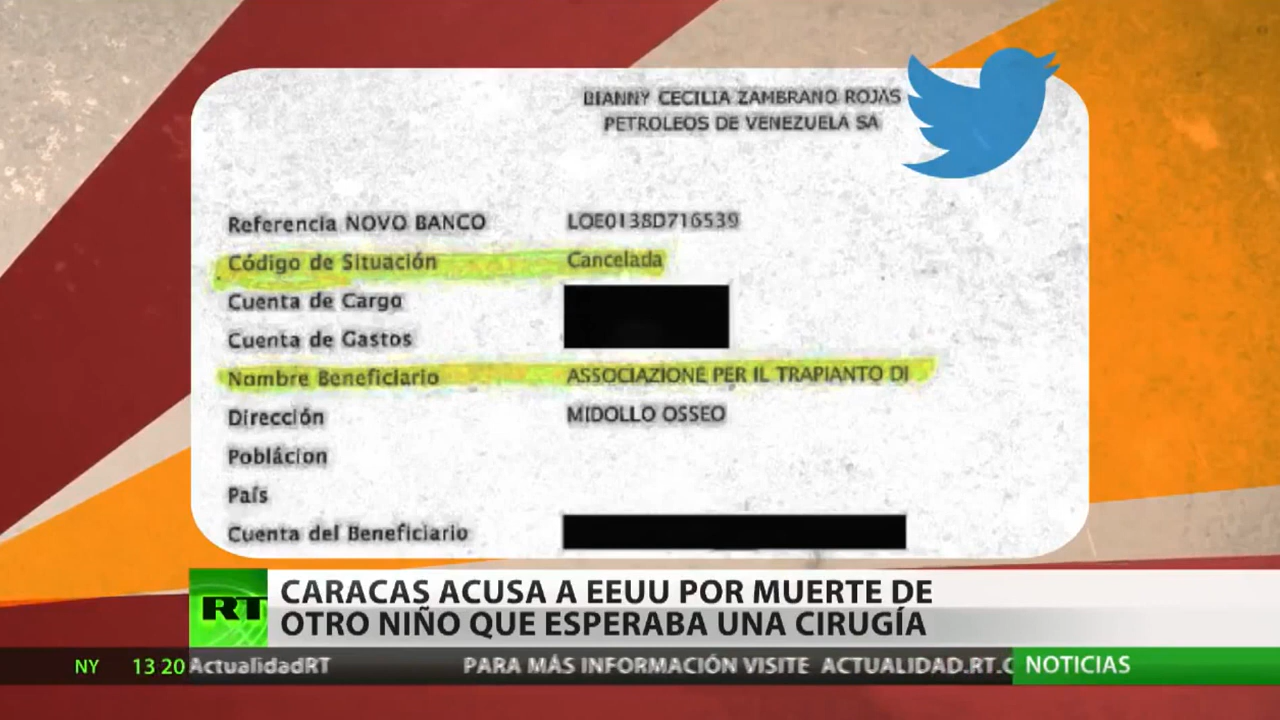 BIANNY CECILIA ZAMBRANO ROJAS
PETROLEOS DE VENEZUELA SA
Referencia NOVO BANCO LOE0138D716539
Código de Situación Cancelada
Cuenta de Cargo
Cuenta de Gastos
Nombre Beneficiario ASSOCIAZIONE PER IL TRAPIANTO DI
Dirección MIDOLLO OSSEO
Poblácion
País
Cuenta del Beneficiario
RT CARACAS ACUSA A EEUU POR MUERTE DE
OTRO NIÑO QUE ESPERABA UNA CIRUGÍA
NY 13 20 ActualidadRT PARA MÁS INFORMACIÓN VISITE ACTUALIDAD.RT.C NOTICIAS